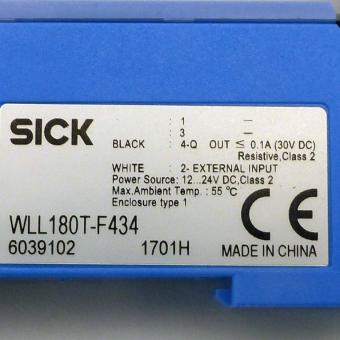 1 —
3 —
SICK
BLACK : 4-Q OUT ≤ 0.1A (30V DC)
Resistive,Class 2
WHITE : 2- EXTERNAL INPUT
Power Source: 12...24V DC,Class 2
Max.Ambient Temp. : 55 °C
Enclosure type 1
WLL180T-F434
6039102 1701H
CE
MADE IN CHINA